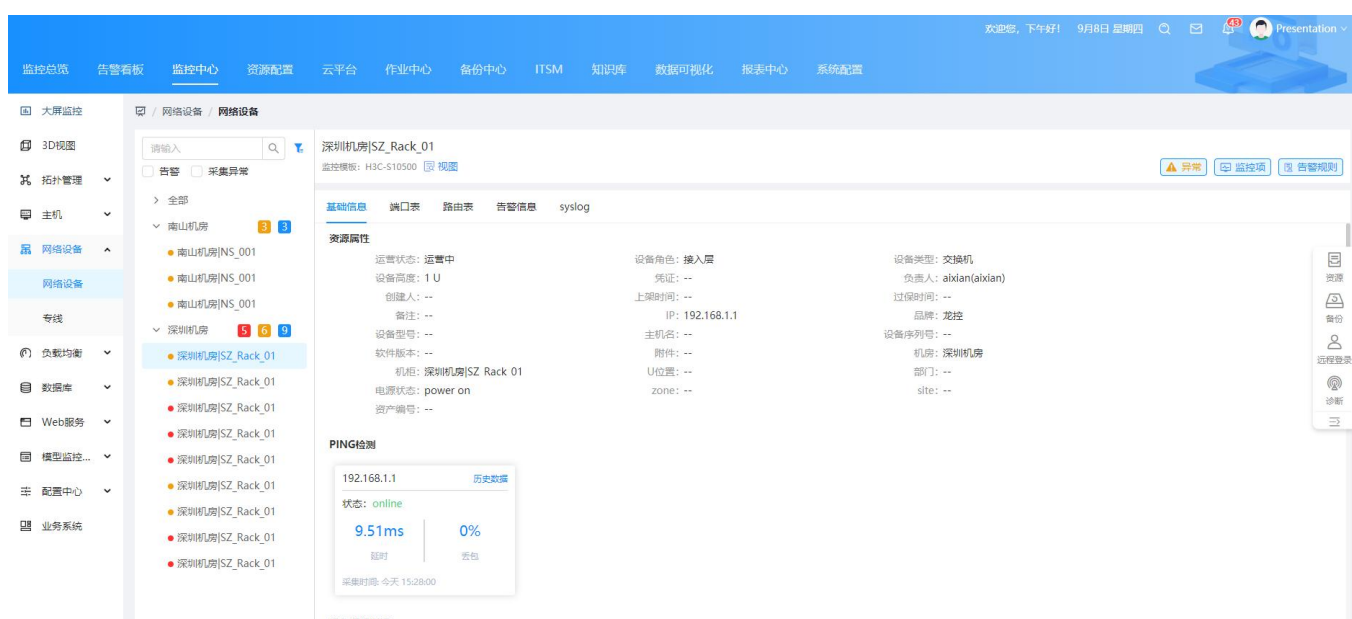 欢迎您，下午好! 9月8日 星期四 43 Presentation
监控总览 告警看板 监控中心 资源配置 云平台 作业中心 备份中心 ITSM 知识库 数据可视化 报表中心 系统配置
大屏监控
3D视图
拓扑管理
主机
网络设备
网络设备
专线
负载均衡
数据库
Web服务
模型监控...
配置中心
业务系统
/ 网络设备 / 网络设备
请输入
告警 采集异常
全部
南山机房 3 3
南山机房|NS_001
南山机房|NS_001
南山机房|NS_001
深圳机房 5 6 9
深圳机房|SZ_Rack_01
深圳机房|SZ_Rack_01
深圳机房|SZ_Rack_01
深圳机房|SZ_Rack_01
深圳机房|SZ_Rack_01
深圳机房|SZ_Rack_01
深圳机房|SZ_Rack_01
深圳机房|SZ_Rack_01
深圳机房|SZ_Rack_01
深圳机房|SZ_Rack_01
监控模板: H3C-S10500 视图
异常 监控项 告警规则
基础信息 端口表 路由表 告警信息 syslog
资源属性
运营状态: 运营中 设备角色: 接入层 设备类型: 交换机
设备高度: 1 U 凭证: -- 负责人: aixian(aixian)
创建人: -- 上架时间: -- 过保时间: --
备注: -- IP: 192.168.1.1 品牌: 龙控
设备型号: -- 主机名: -- 设备序列号: --
软件版本: -- 附件: -- 机房: 深圳机房
机柜: 深圳机房|SZ Rack 01 U位置: -- 部门: --
电源状态: power on zone: -- site: --
资产编号: --
PING检测
192.168.1.1 历史数据
状态: online
9.51ms 0%
延时 丢包
采集时间: 今天 15:28:00
资源
备份
远程登录
诊断